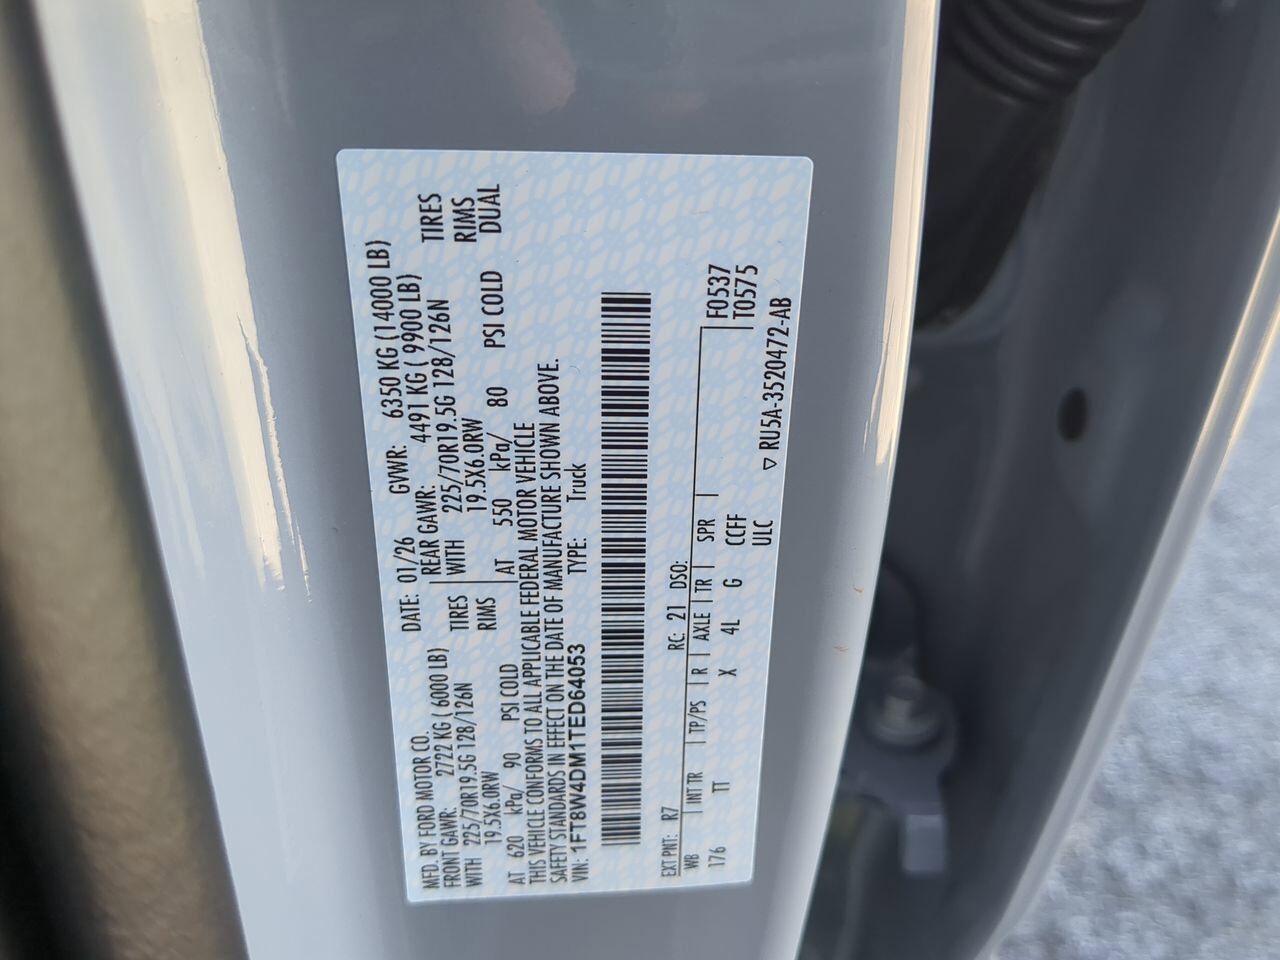 MFD. BY FORD MOTOR CO.
DATE: 01/26 GVWR: 6350 KG (14000 LB)
FRONT GAWR: 2722 KG ( 6000 LB)
REAR GAWR: 4491 KG ( 9900 LB)
WITH 225/70R19.5G 128/126N TIRES
WITH 225/70R19.5G 128/126N TIRES
19.5X6.0RW RIMS
19.5X6.0RW RIMS
AT 620 kPa/ 90 PSI COLD
AT 550 kPa/ 80 PSI COLD DUAL
THIS VEHICLE CONFORMS TO ALL APPLICABLE FEDERAL MOTOR VEHICLE
SAFETY STANDARDS IN EFFECT ON THE DATE OF MANUFACTURE SHOWN ABOVE.
VIN: 1FT8W4DM1TED64053 TYPE: Truck
EXT PNT: R7 RC: 21 DSO:
WB INT TR TP/PS R AXLE TR SPR F0537
176 TT X 4L G CCFF T0575
ULC
▽ RU5A-3520472-AB